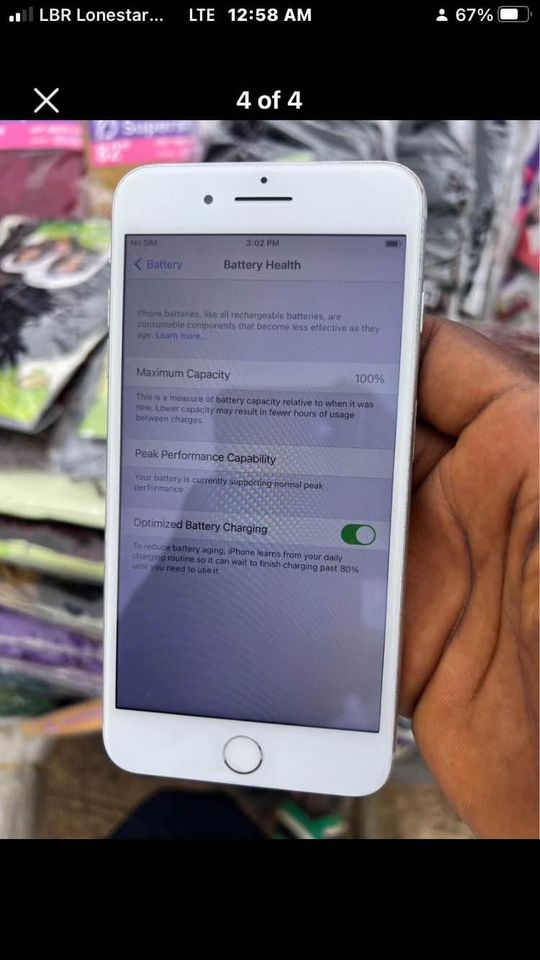 LBR Lonestar... LTE 12:58 AM 67%
4 of 4
Superst
$2
No SIM 3:02 PM
Battery Battery Health
Phone batteries, like all rechargeable batteries, are
consumable components that become less effective as they
age. Learn more...
Maximum Capacity 100%
This is a measure of battery capacity relative to when it was
new. Lower capacity may result in fewer hours of usage
between charges.
Peak Performance Capability
Your battery is currently supporting normal peak
performance.
Optimized Battery Charging
To reduce battery aging, iPhone learns from your daily
charging routine so it can wait to finish charging past 80%
until you need to use it.